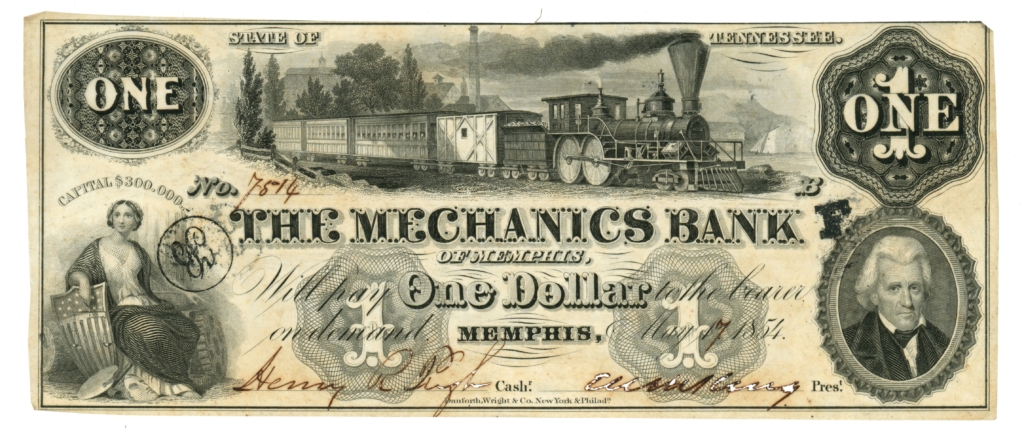 STATE OF TENNESSEE.
ONE
1 ONE
CAPITAL $300.000.
No. 7514 B
THE MECHANICS BANK
OF MEMPHIS,
Will pay One Dollar to the bearer
on demand. MEMPHIS, May 17, 1854.
1 1
Henry Cash!
Pres!
Danforth, Wright & Co. New York & Philada